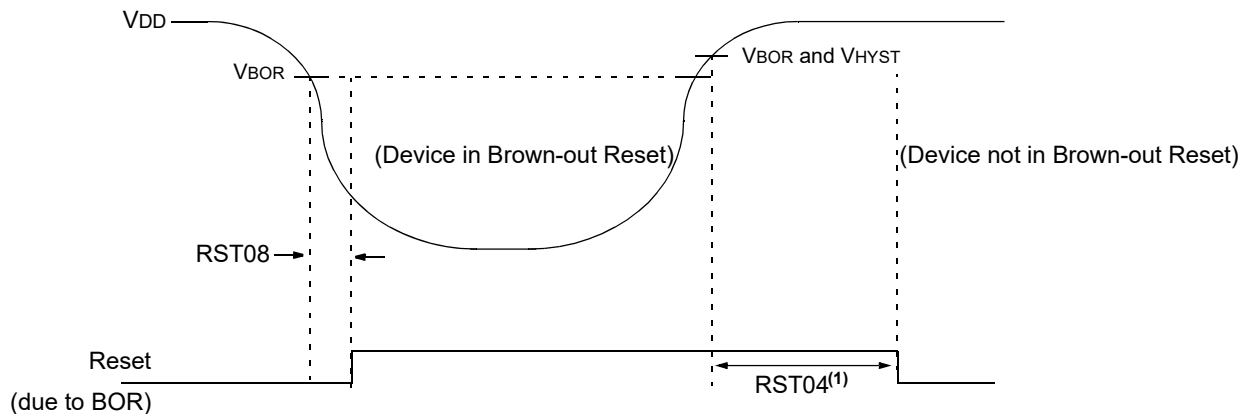 VDD
VBOR and VHYST
VBOR
(Device in Brown-out Reset)
(Device not in Brown-out Reset)
RST08
Reset
(due to BOR)
RST04(1)